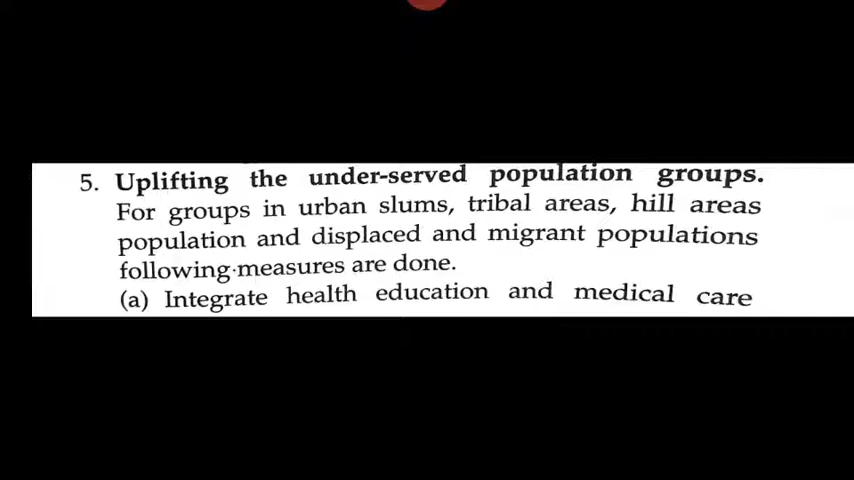 5. Uplifting the under-served population groups.
For groups in urban slums, tribal areas, hill areas
population and displaced and migrant populations
following·measures are done.
(a) Integrate health education and medical care